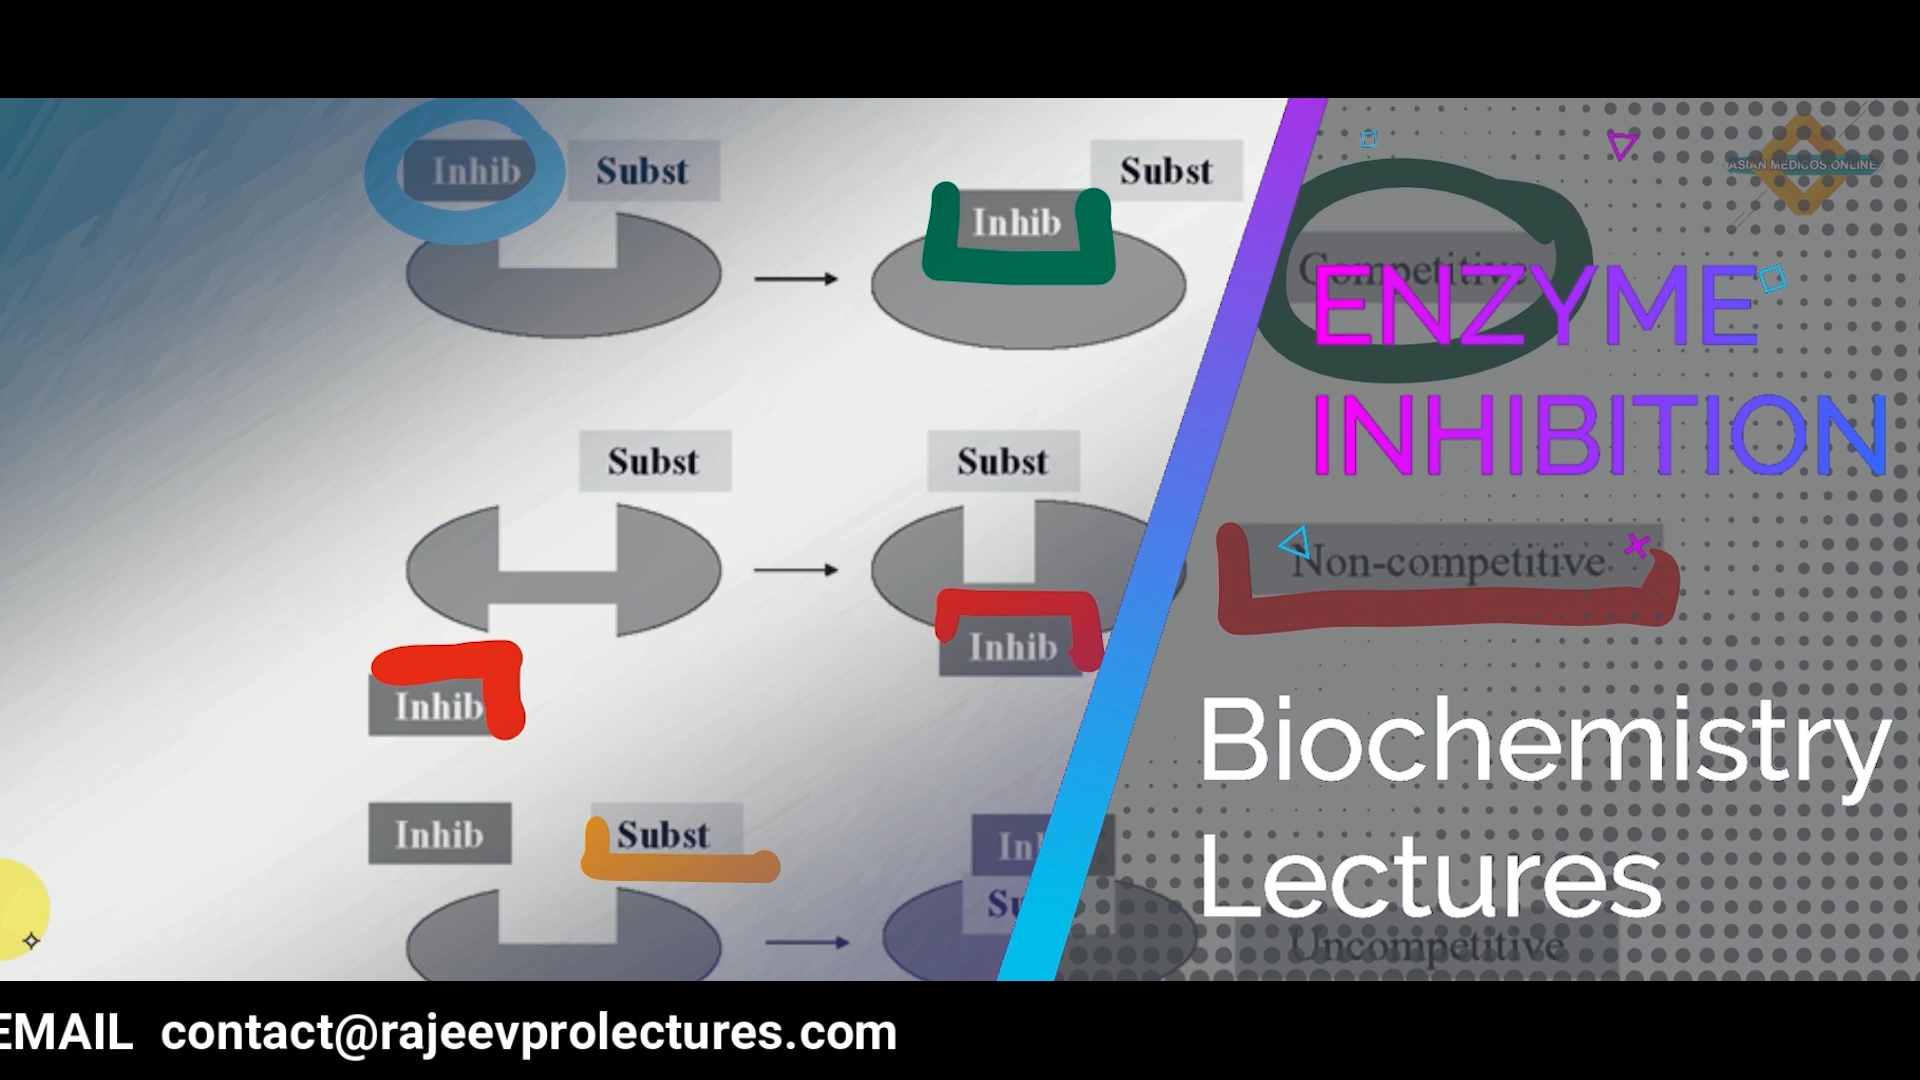 Inhib Subst
Subst
Inhib
ASIAN MEDICOS ONLINE
Competitive
ENZYME
INHIBITION
Subst
Subst
Non-competitive
Inhib
Inhib
Biochemistry
Lectures
Inhib
Subst
Uncompetitive
EMAIL contact@rajeevprolectures.com